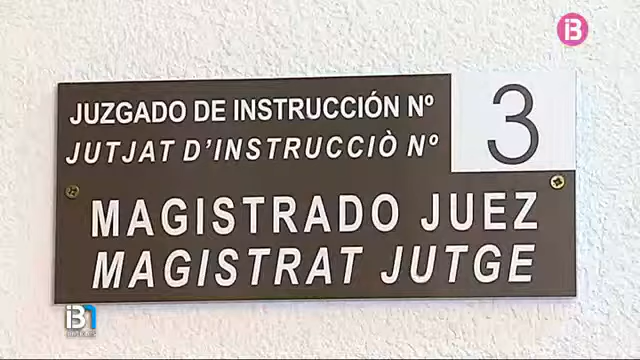 JUZGADO DE INSTRUCCIÓN Nº
JUTJAT D'INSTRUCCIÒ Nº
3
MAGISTRADO JUEZ
MAGISTRAT JUTGE